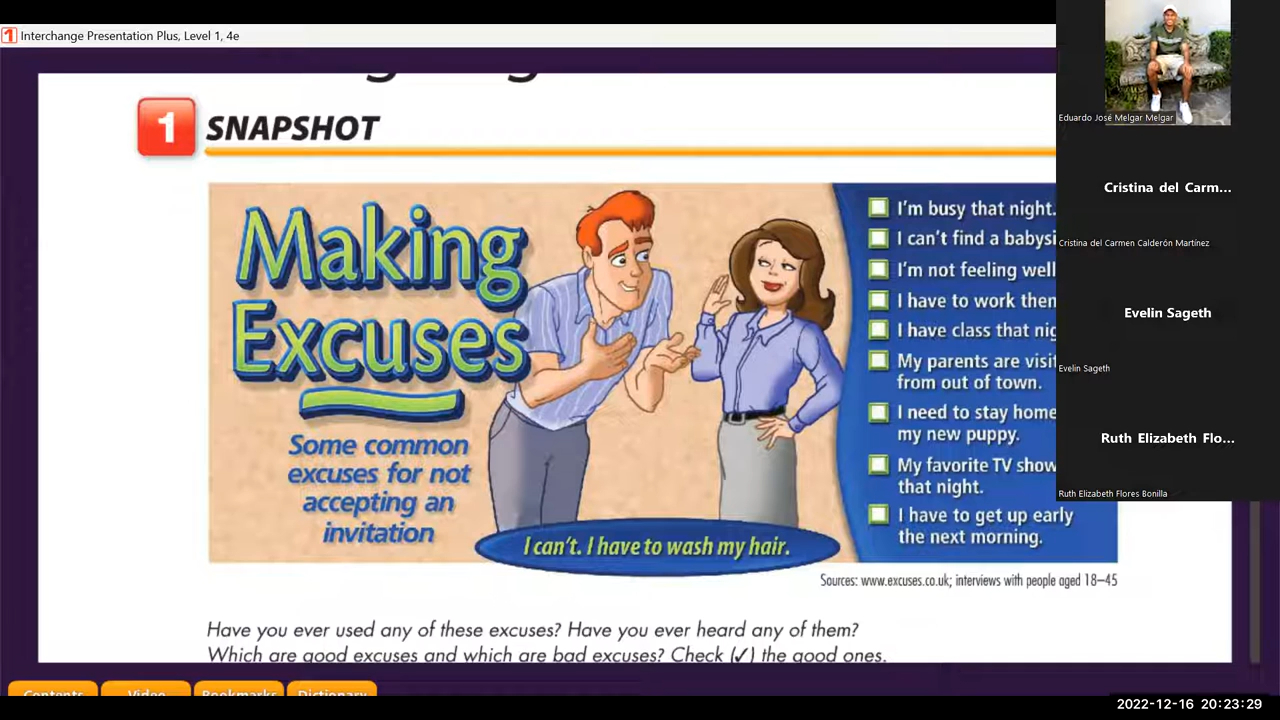 Interchange Presentation Plus, Level 1, 4e
1 SNAPSHOT
Making
Excuses
Some common
excuses for not
accepting an
invitation
I can't. I have to wash my hair.
I'm busy that night.
I can't find a
I'm not feeling well
I have to work
I have class that
My parents are
from out of town.
I need to stay home
my new puppy.
My favorite TV show
that night.
I have to get up early
the next morning.
Sources: www.excuses.co.uk; interviews with people aged 18–45
Have you ever used any of these excuses? Have you ever heard any of them?
Which are good excuses and which are bad excuses? Check (✓) the good ones.
Contents Video Bookmarks Dictionary
Eduardo José Melgar Melgar
Cristina del Carm...
Cristina del Carmen Calderón Martínez
Evelin Sageth
Evelin Sageth
Ruth Elizabeth Flo...
Ruth Elizabeth Flores Bonilla
2022-12-16 20:23:29